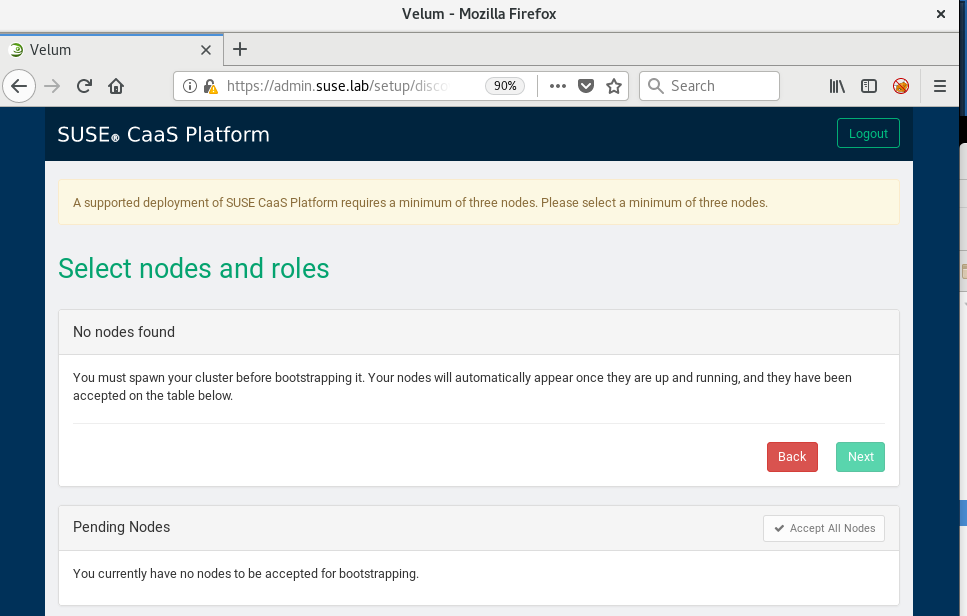 Velum - Mozilla Firefox
Velum
https://admin.suse.lab/setup/disco
90%
Search
SUSE® CaaS Platform
Logout
A supported deployment of SUSE CaaS Platform requires a minimum of three nodes. Please select a minimum of three nodes.
Select nodes and roles
No nodes found
You must spawn your cluster before bootstrapping it. Your nodes will automatically appear once they are up and running, and they have been
accepted on the table below.
Back
Next
Pending Nodes
Accept All Nodes
You currently have no nodes to be accepted for bootstrapping.